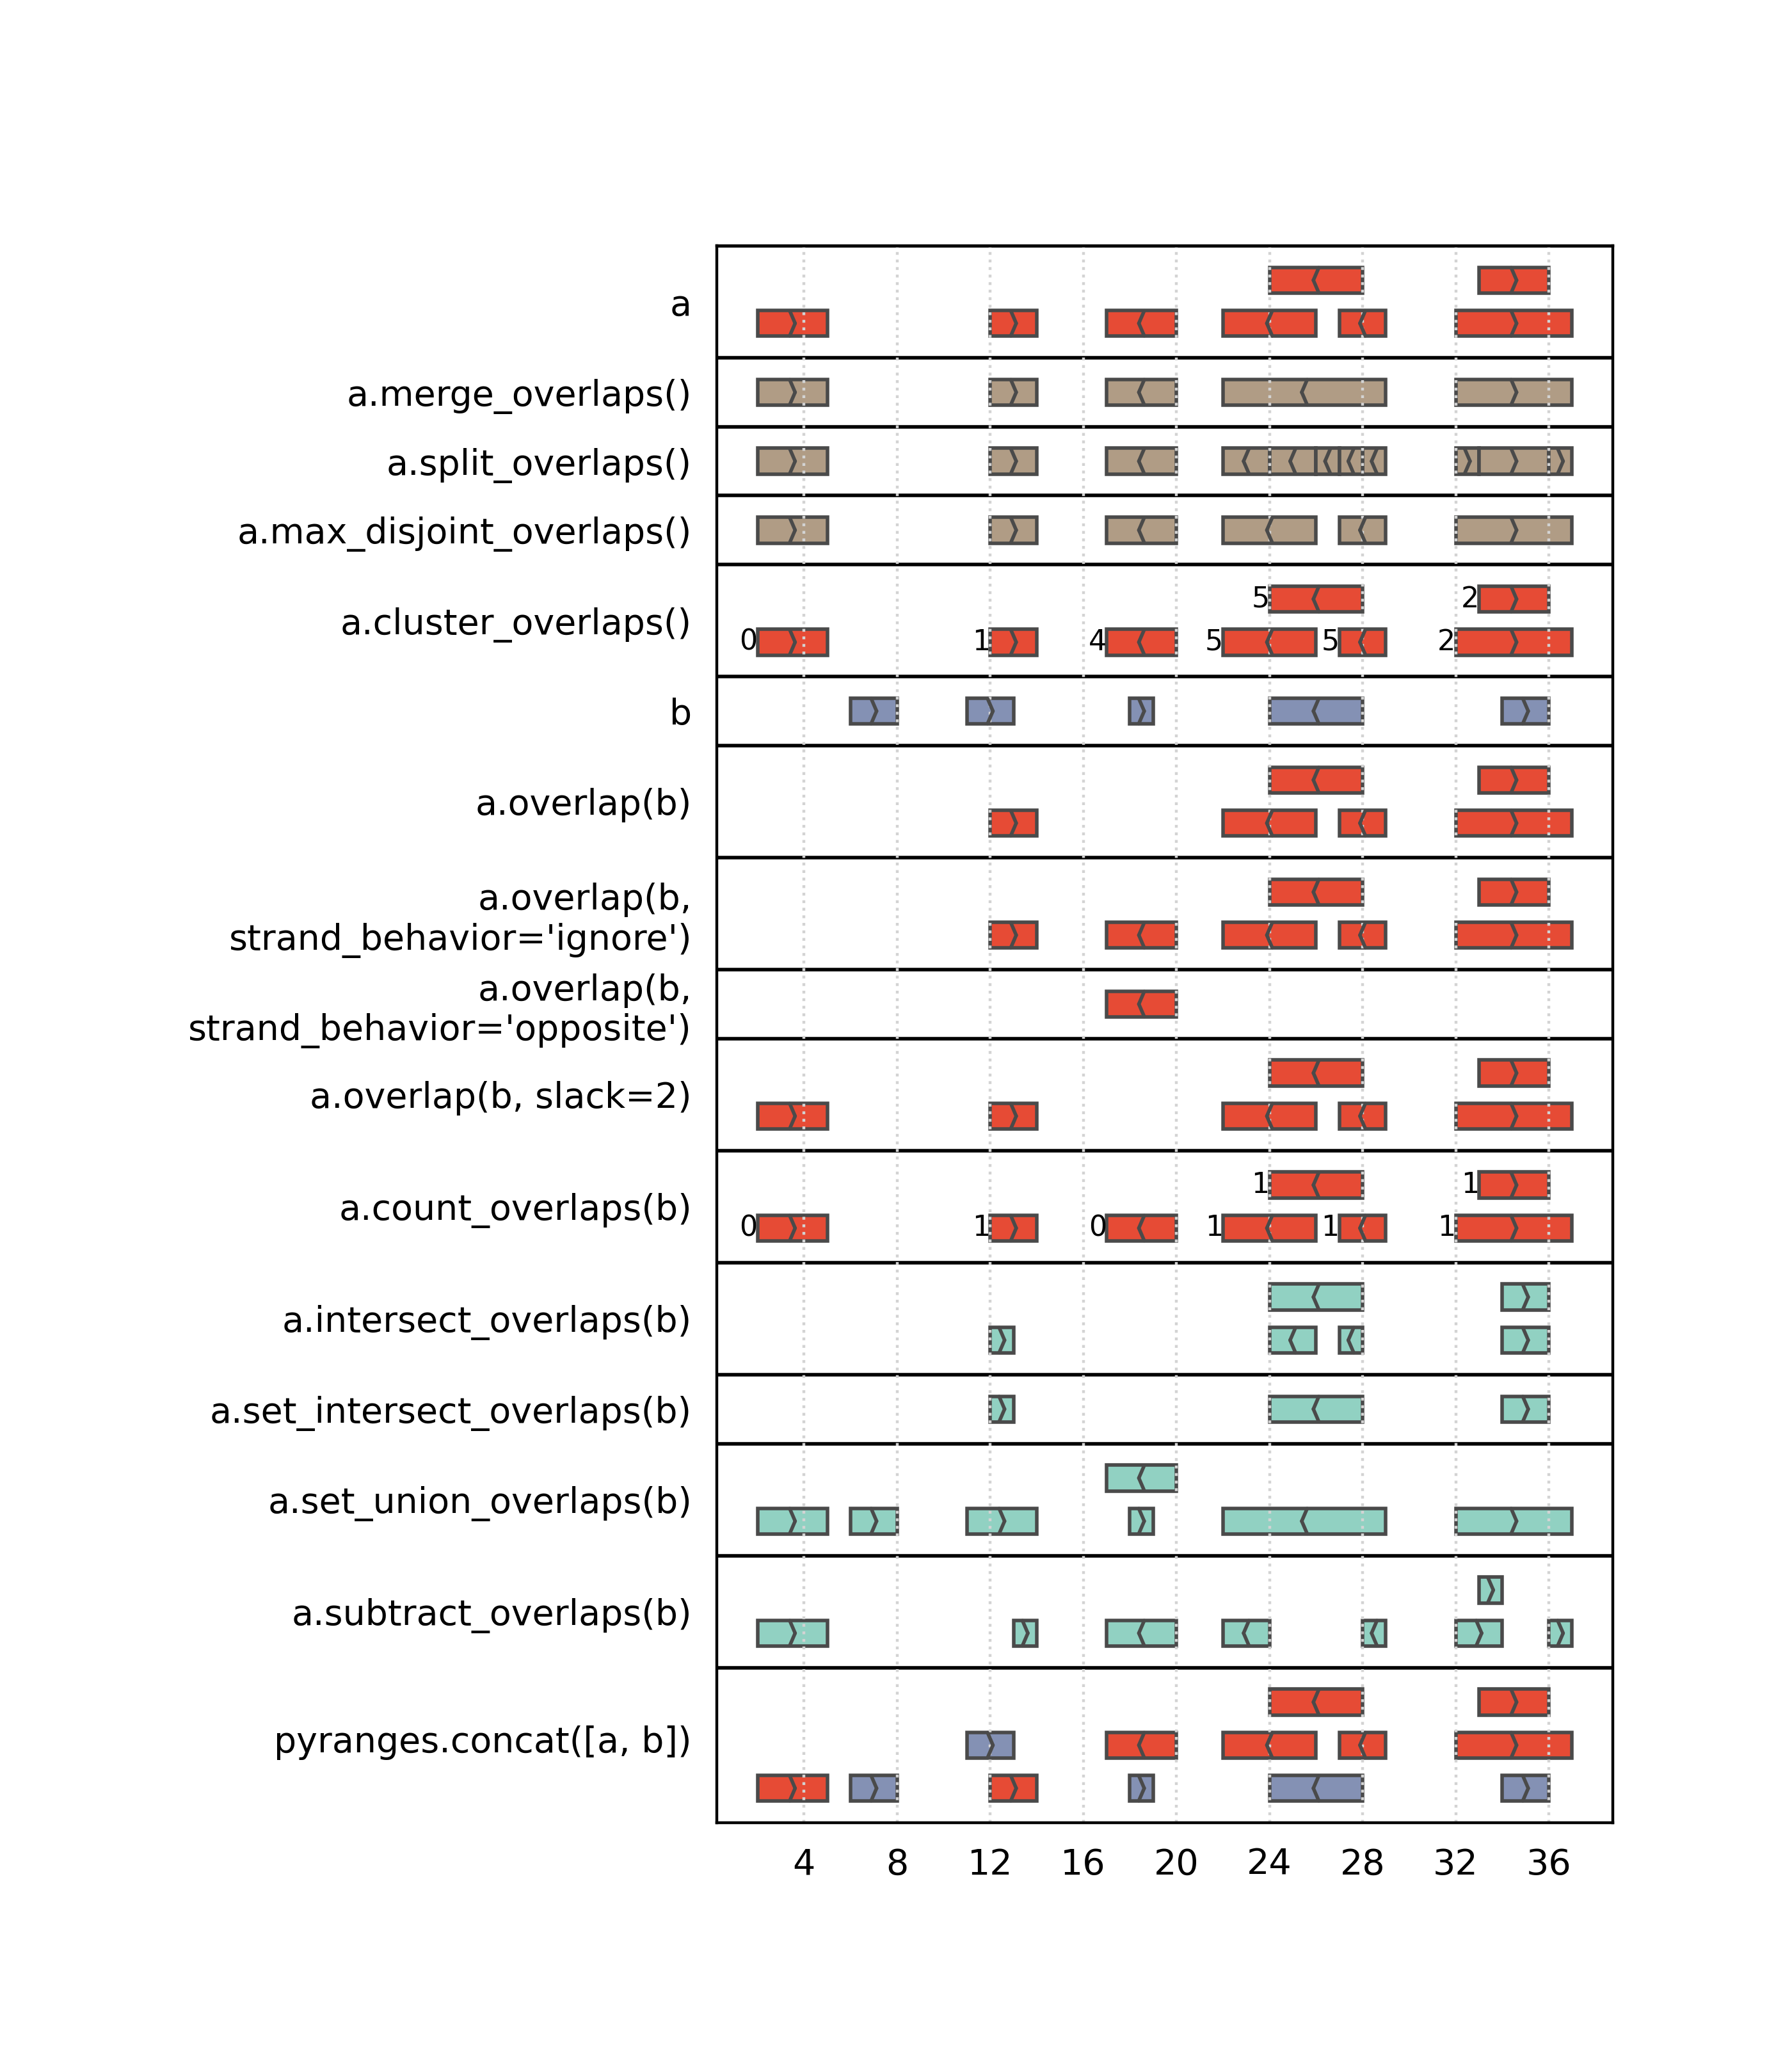 a
a.merge_overlaps()
a.split_overlaps()
a.max_disjoint_overlaps()
5 2
a.cluster_overlaps()
0 1 4 5 5 2
b
a.overlap(b)
a.overlap(b,
strand_behavior='ignore')
a.overlap(b,
strand_behavior='opposite')
a.overlap(b, slack=2)
1 1
a.count_overlaps(b)
0 1 0 1 1 1
a.intersect_overlaps(b)
a.set_intersect_overlaps(b)
a.set_union_overlaps(b)
a.subtract_overlaps(b)
pyranges.concat([a, b])
4 8 12 16 20 24 28 32 36